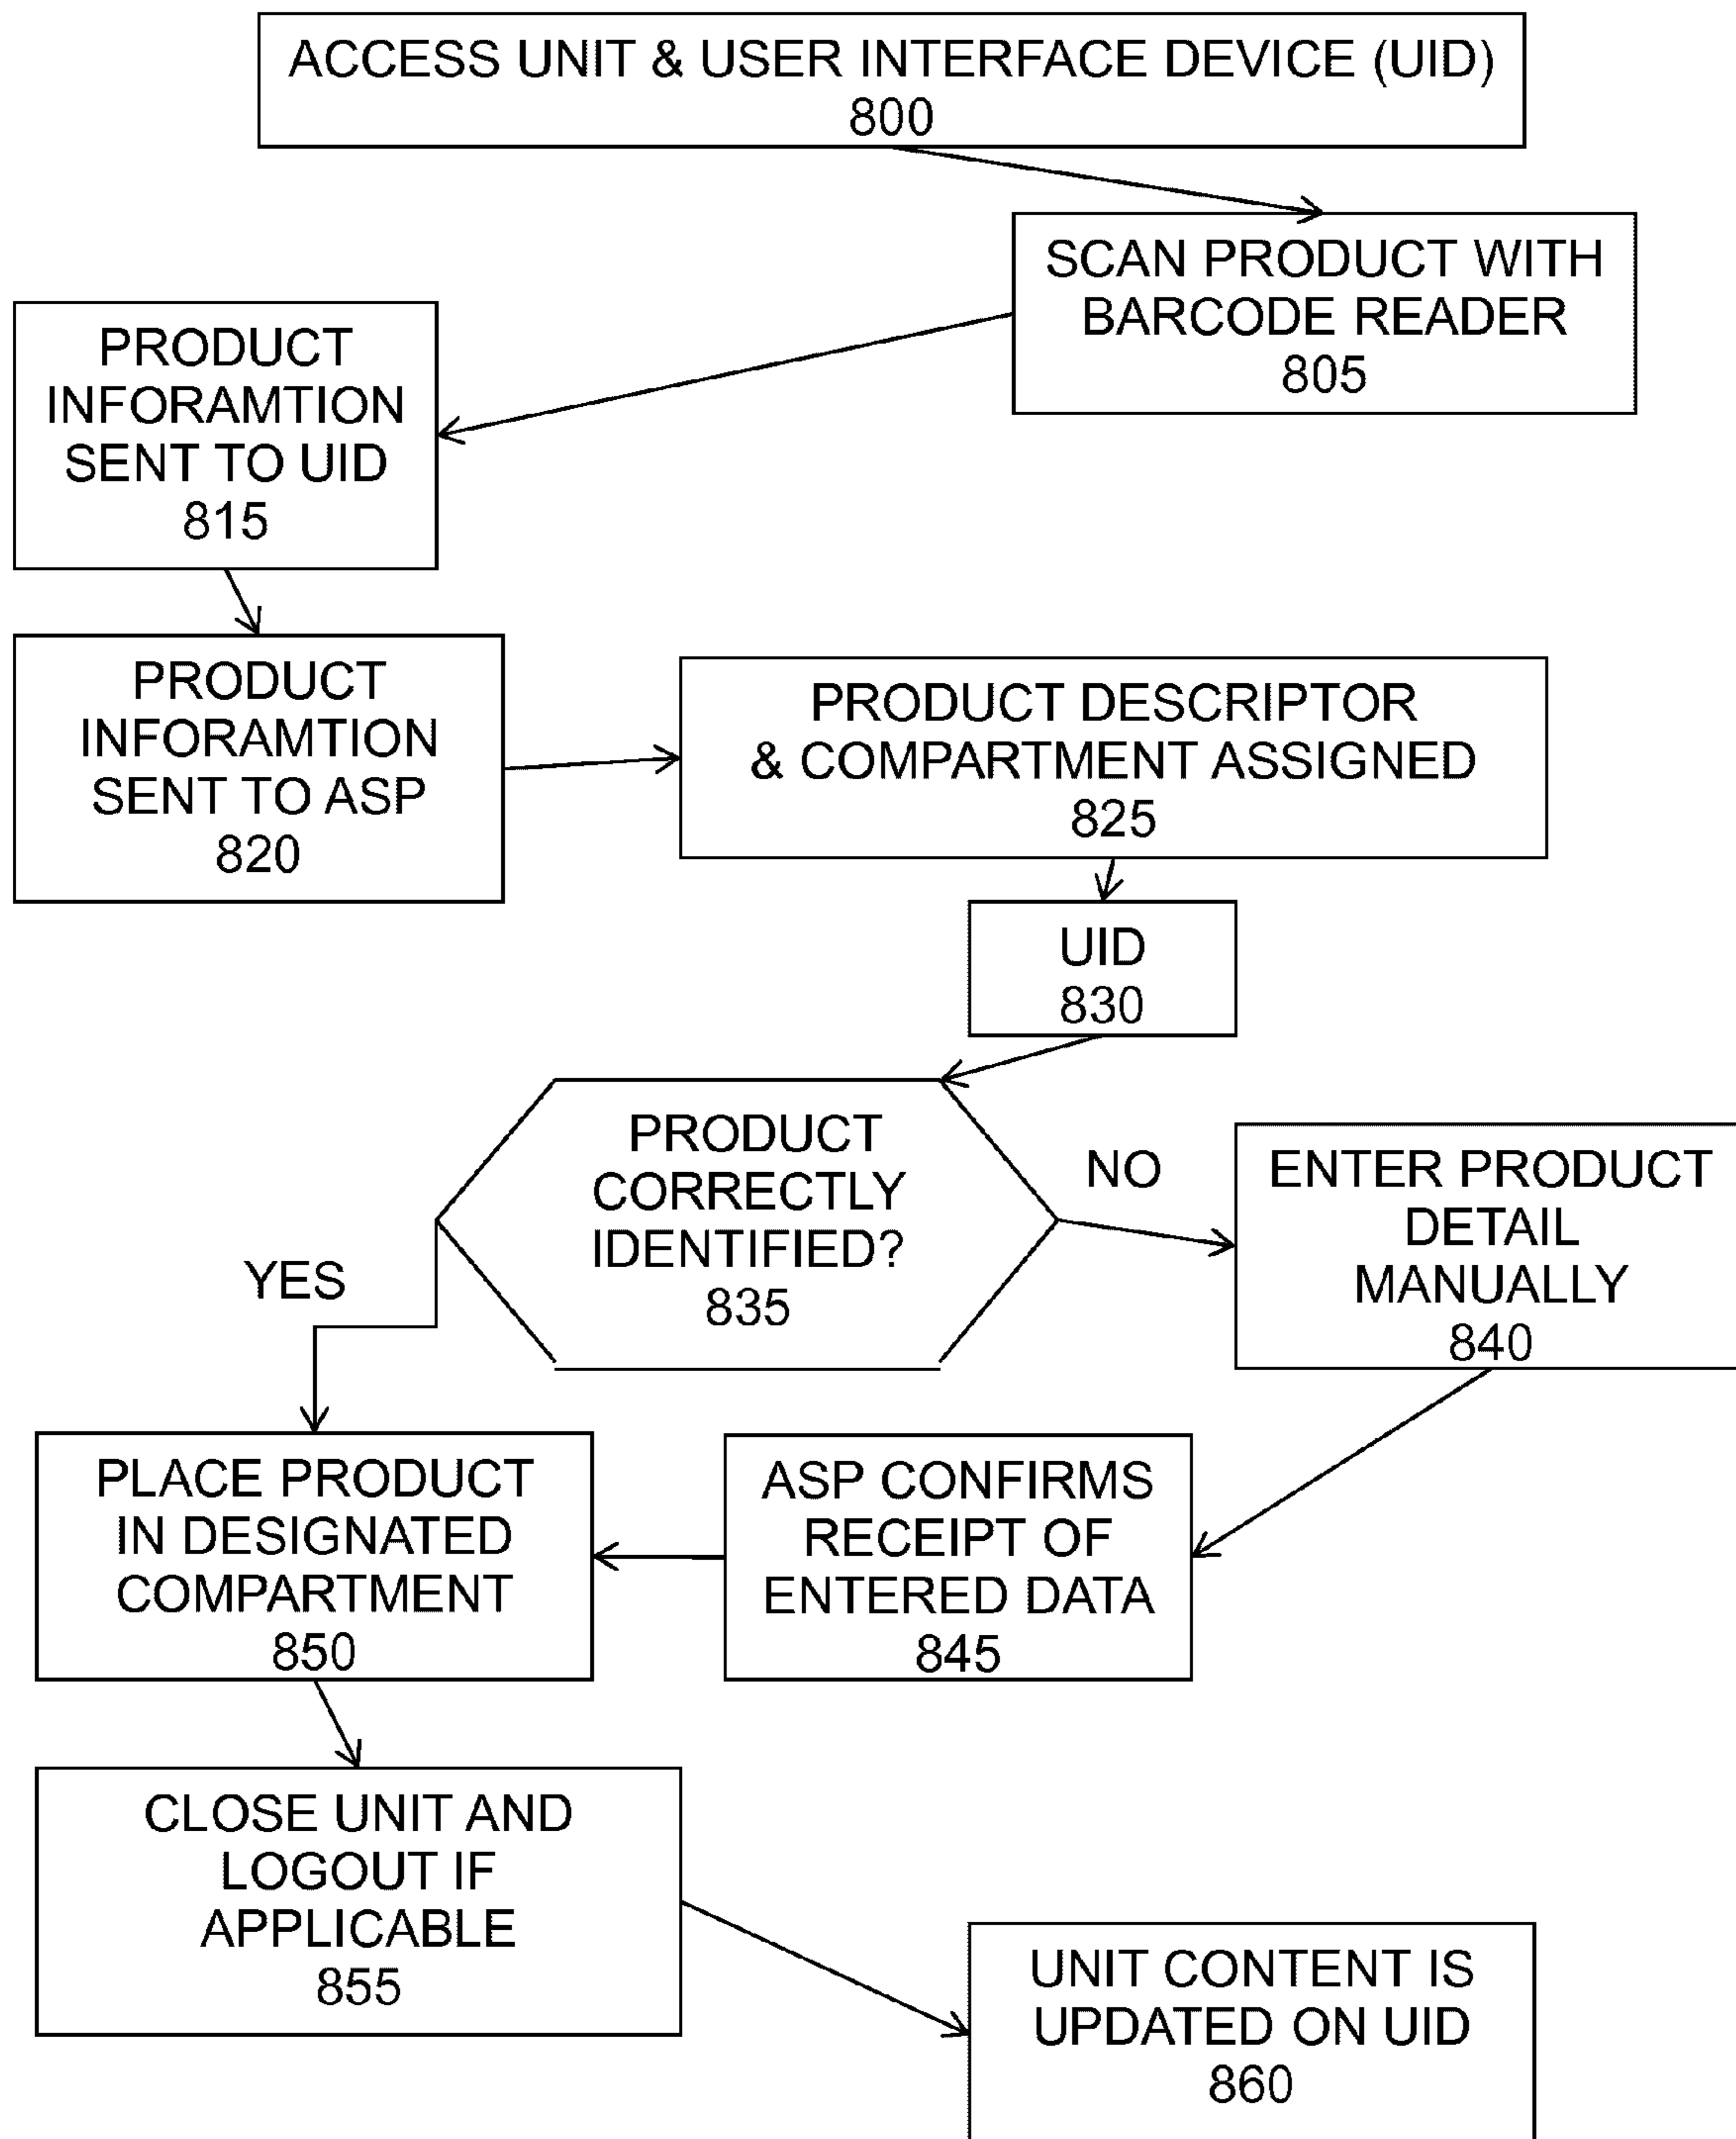 ACCESS UNIT & USER INTERFACE DEVICE (UID)
800
SCAN PRODUCT WITH
BARCODE READER
805
PRODUCT
INFORAMTION
SENT TO UID
815
PRODUCT
INFORAMTION
SENT TO ASP
820
PRODUCT DESCRIPTOR
& COMPARTMENT ASSIGNED
825
UID
830
PRODUCT
CORRECTLY
IDENTIFIED?
835
NO
ENTER PRODUCT
DETAIL
MANUALLY
840
YES
PLACE PRODUCT
IN DESIGNATED
COMPARTMENT
850
ASP CONFIRMS
RECEIPT OF
ENTERED DATA
845
CLOSE UNIT AND
LOGOUT IF
APPLICABLE
855
UNIT CONTENT IS
UPDATED ON UID
860